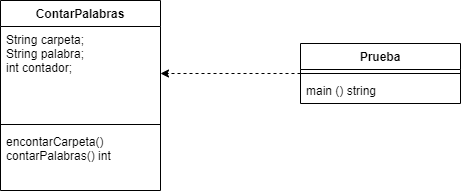 ContarPalabras
String carpeta;
String palabra;
int contador;
encontarCarpeta()
contarPalabras() int
Prueba
main () string